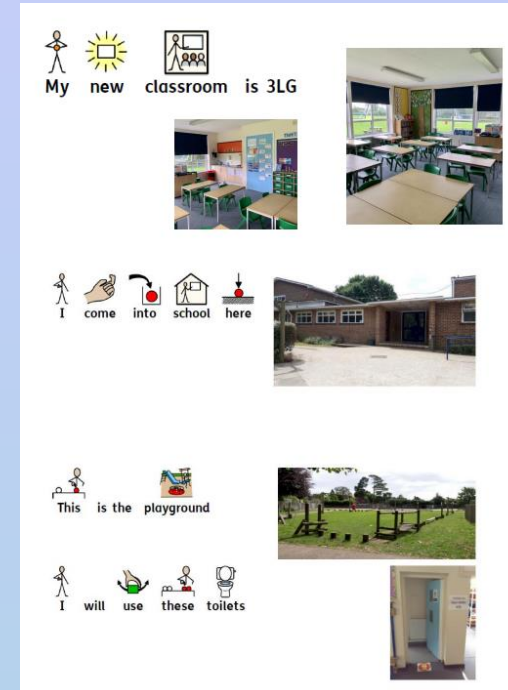 My new classroom is 3LG
I come into school here
This is the playground
I will use these toilets